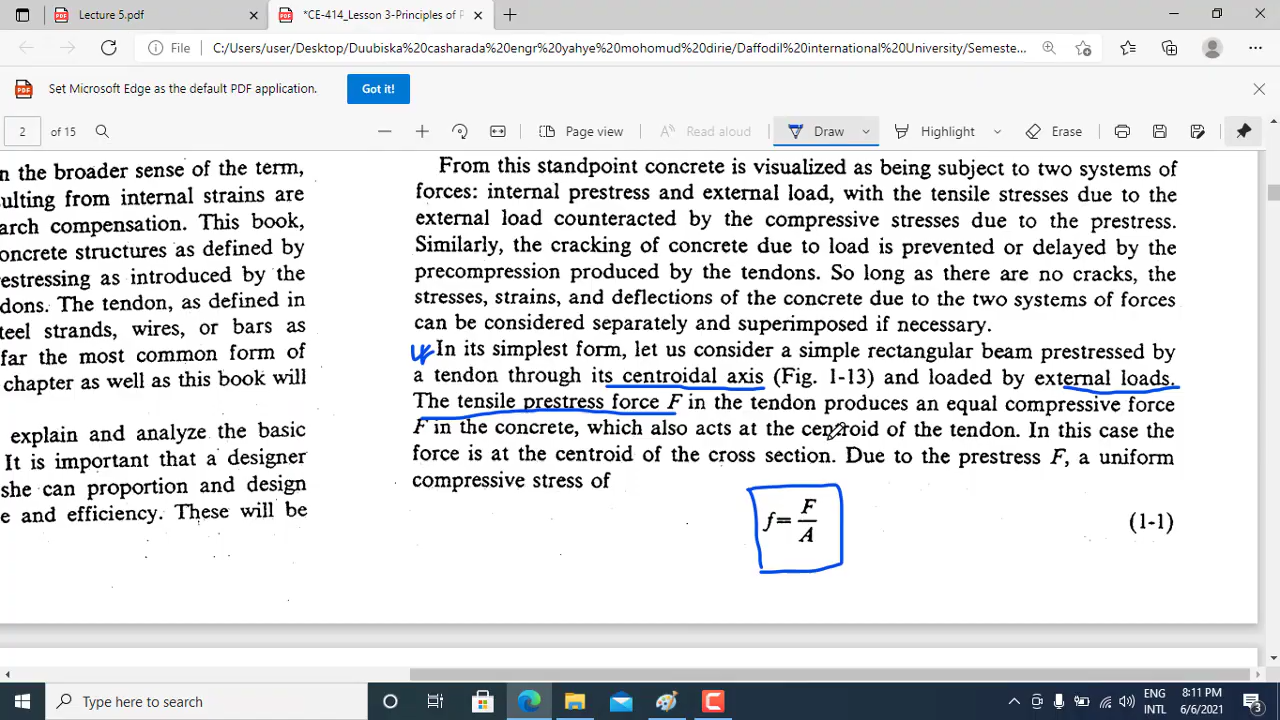 Lecture 5.pdf
*CE-414_Lesson 3-Principles of P
File
C:/Users/user/Desktop/Duubiska%20casharada%20engr%20yahye%20mohomud%20dirie/Daffodil%20international%20University/Semeste...
Set Microsoft Edge as the default PDF application.
Got it!
2
of 15
Page view
Read aloud
Draw
Highlight
Erase
n the broader sense of the term,
sulting from internal strains are
arch compensation. This book,
oncrete structures as defined by
restressing as introduced by the
dons. The tendon, as defined in
teel strands, wires, or bars as
far the most common form of
chapter as well as this book will
explain and analyze the basic
It is important that a designer
she can proportion and design
e and efficiency. These will be
From this standpoint concrete is visualized as being subject to two systems of
forces: internal prestress and external load, with the tensile stresses due to the
external load counteracted by the compressive stresses due to the prestress.
Similarly, the cracking of concrete due to load is prevented or delayed by the
precompression produced by the tendons. So long as there are no cracks, the
stresses, strains, and deflections of the concrete due to the two systems of forces
can be considered separately and superimposed if necessary.
In its simplest form, let us consider a simple rectangular beam prestressed by
a tendon through its centroidal axis (Fig. 1-13) and loaded by external loads.
The tensile prestress force F in the tendon produces an equal compressive force
F in the concrete, which also acts at the centroid of the tendon. In this case the
force is at the centroid of the cross section. Due to the prestress F, a uniform
compressive stress of
f= F/A (1-1)
Type here to search
ENG
INTL
8:11 PM
6/6/2021